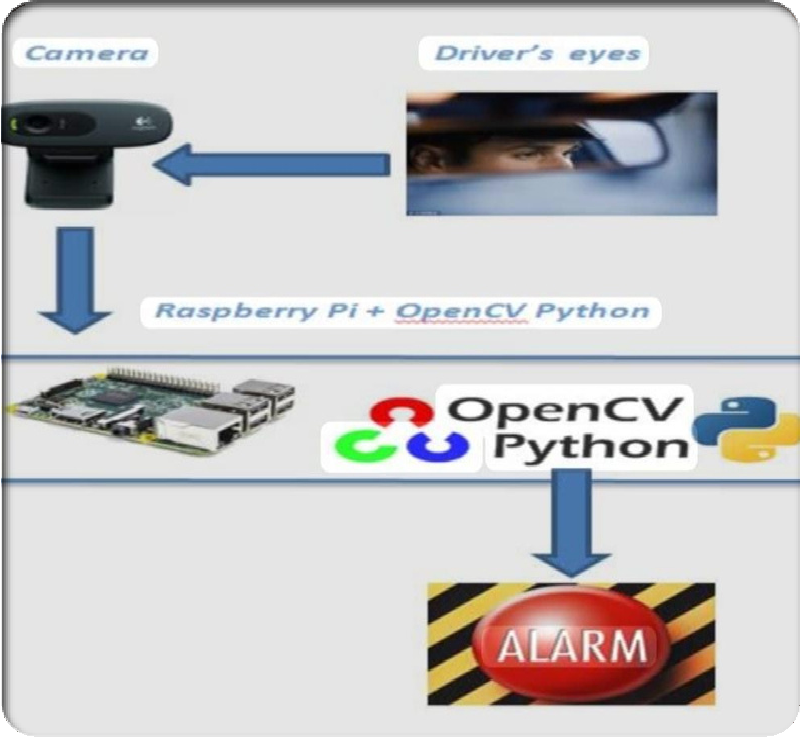 Camera
Driver's eyes
Raspberry Pi + OpenCV Python
OpenCV
Python
ALARM